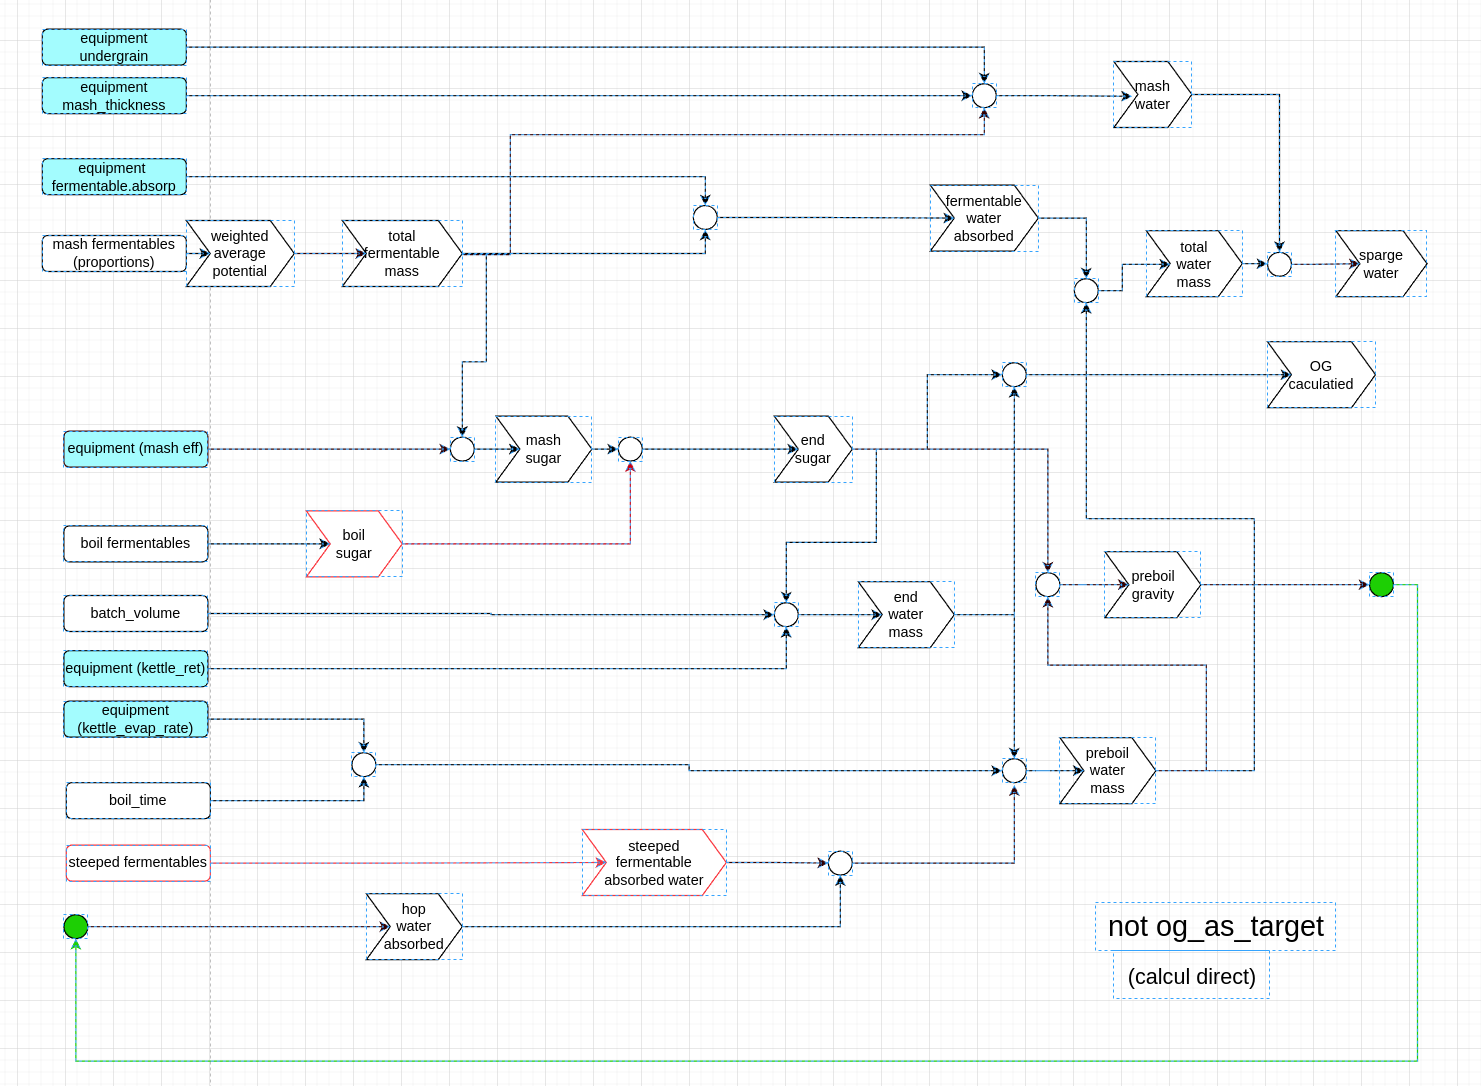 equipment
undergrain
equipment
mash_thickness
mash
water
equipment
fermentable.absorp
fermentable
water
absorbed
mash fermentables
(proportions)
weighted
average
potential
total
fermentable
mass
total
water
mass
sparge
water
OG
caculatied
equipment (mash eff)
mash
sugar
end
sugar
boil fermentables
boil
sugar
preboil
gravity
batch_volume
end
water
mass
equipment (kettle_ret)
equipment
(kettle_evap_rate)
preboil
water
mass
boil_time
steeped fermentables
steeped
fermentable
absorbed water
hop
water
absorbed
not og_as_target
(calcul direct)